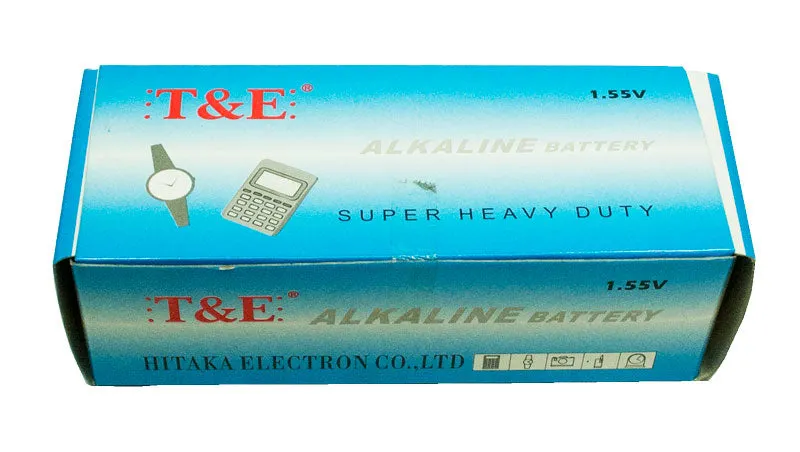 :T&E:®
1.55V
ALKALINE BATTERY
SUPER HEAVY DUTY
:T&E:®
1.55V
ALKALINE BATTERY
HITAKA ELECTRON CO.,LTD